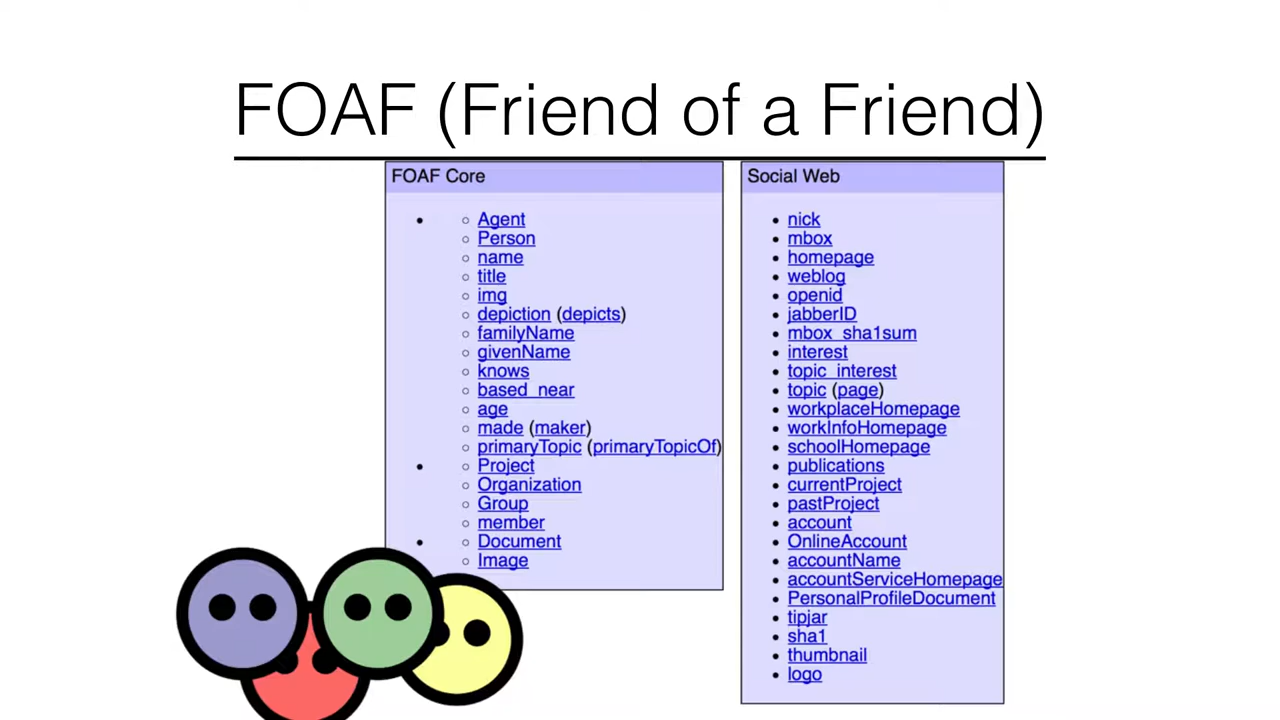 FOAF (Friend of a Friend)
FOAF Core
Agent
Person
name
title
img
depiction (depicts)
familyName
givenName
knows
based_near
age
made (maker)
primaryTopic (primaryTopicOf)
Project
Organization
Group
member
Document
Image
Social Web
nick
mbox
homepage
weblog
openid
jabberID
mbox_sha1sum
interest
topic_interest
topic (page)
workplaceHomepage
workInfoHomepage
schoolHomepage
publications
currentProject
pastProject
account
OnlineAccount
accountName
accountServiceHomepage
PersonalProfileDocument
tipjar
sha1
thumbnail
logo